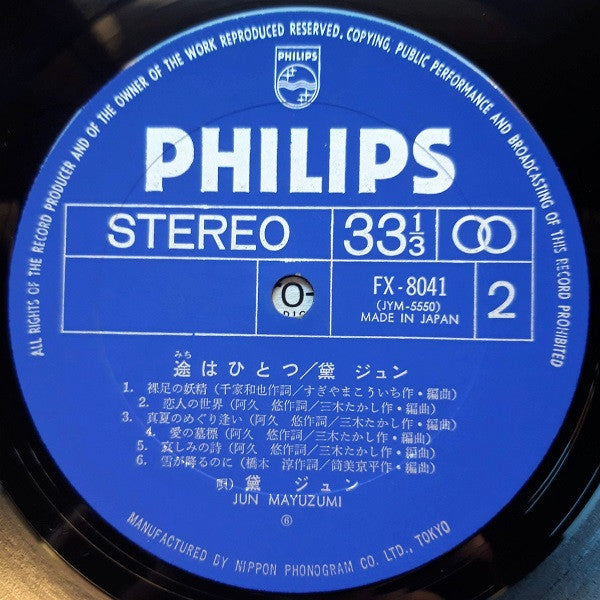 ALL RIGHTS OF THE RECORD PRODUCER AND OF THE OWNER OF THE WORK REPRODUCED RESERVED, COPYING, PUBLIC PERFORMANCE AND BROADCASTING OF THIS RECORD PROHIBITED
PHILIPS
PHILIPS
STEREO 33 1/3
FX-8041
(JYM-5550)
MADE IN JAPAN
2
みち
途はひとつ/黛 ジュン
1. 裸足の妖精(千家和也作詞/すぎやまこういち作・編曲)
2. 恋人の世界(阿久 悠作詞/三木たかし作・編曲)
3. 真夏のめぐり逢い(阿久 悠作詞/三木たかし作・編曲)
4. 愛の墓標(阿久 悠作詞/三木たかし作・編曲)
5. 哀しみの詩(阿久 悠作詞/三木たかし作・編曲)
6. 雪が降るのに(橋本 淳作詞/筒美京平作・編曲)
唄)黛 ジュン
JUN MAYUZUMI
⑥
MANUFACTURED BY NIPPON PHONOGRAM CO. LTD., TOKYO